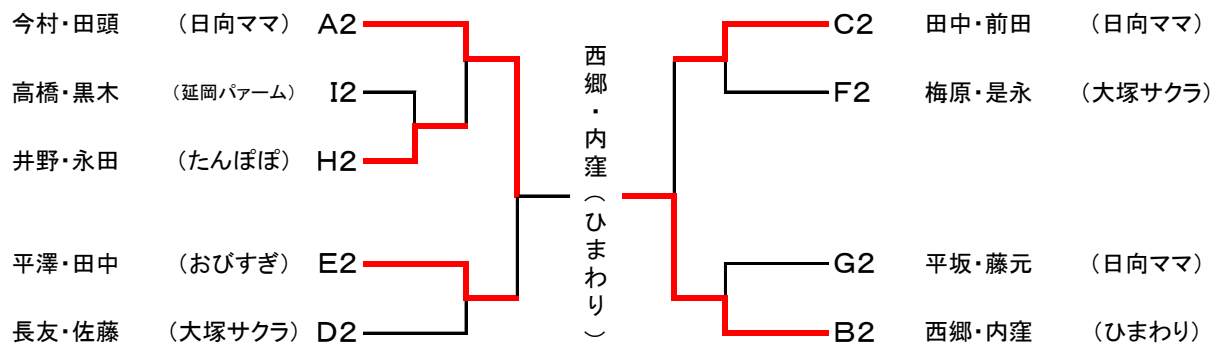 今村・田頭 (日向ママ) A2
高橋・黒木 (延岡パァーム) I2
井野・永田 (たんぽぽ) H2
平澤・田中 (おびすぎ) E2
長友・佐藤 (大塚サクラ) D2
西郷・内窪(ひまわり)
C2 田中・前田 (日向ママ)
F2 梅原・是永 (大塚サクラ)
G2 平坂・藤元 (日向ママ)
B2 西郷・内窪 (ひまわり)